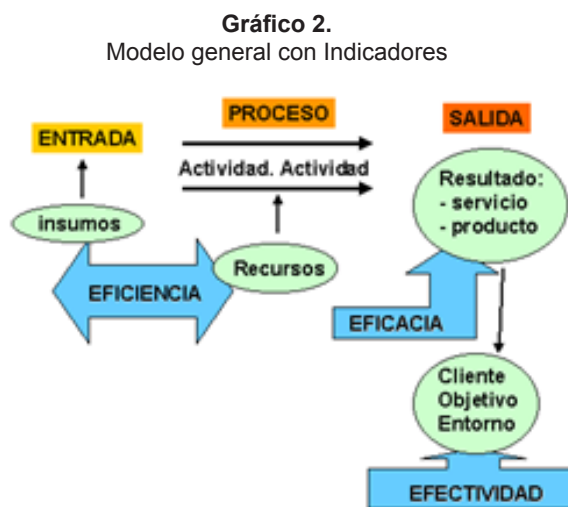 Gráfico 2.
Modelo general con Indicadores
PROCESO
ENTRADA
SALIDA
Actividad. Actividad
Resultado:
- servicio
- producto
insumos
Recursos
EFICIENCIA
EFICACIA
Cliente
Objetivo
Entorno
EFECTIVIDAD